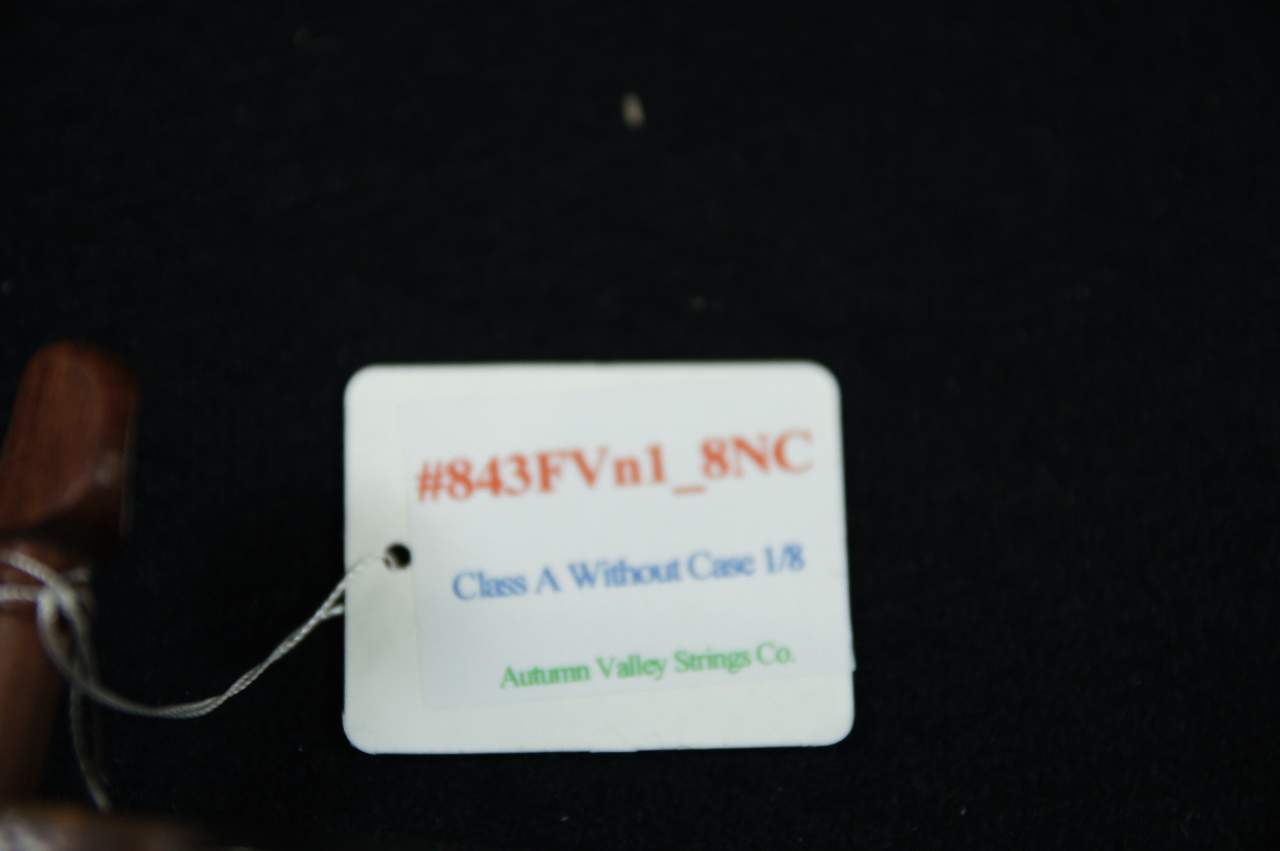 #843FVn1_8NC
Class A Without Case 1/8
Autumn Valley Strings Co.